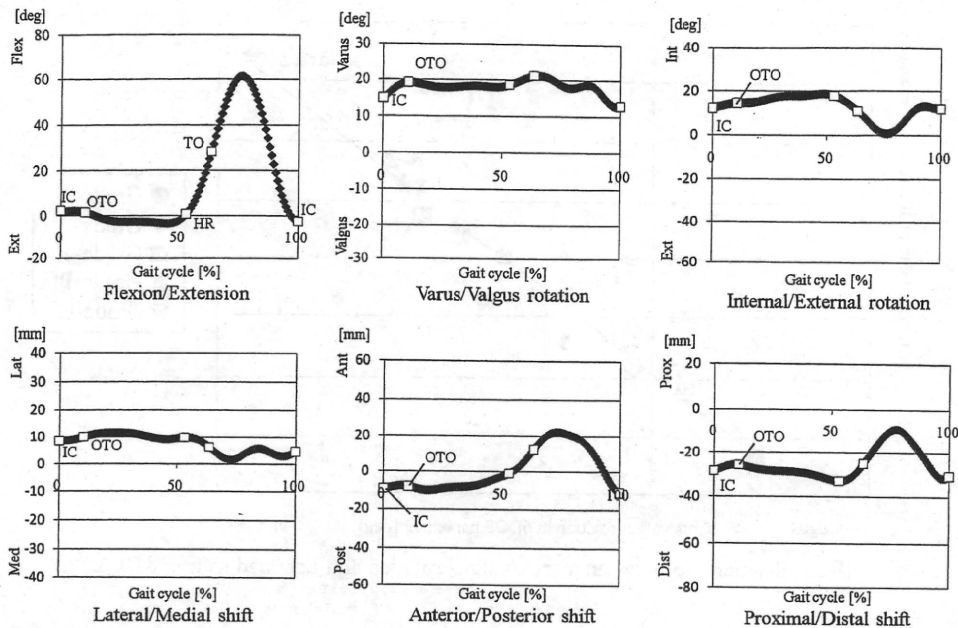 [deg]
Flex
80
60
40
20
0
-20
Ext
IC
OTO
TO
HR
IC
0
50
100
Gait cycle [%]
Flexion/Extension
[deg]
Varus
30
20
10
0
-10
-20
-30
Valgus
OTO
IC
0
50
100
Gait cycle [%]
Varus/Valgus rotation
[deg]
Int
40
20
0
-20
-40
-60
Ext
OTO
IC
0
50
100
Gait cycle [%]
Internal/External rotation
[mm]
Lat
40
30
20
10
0
-10
-20
-30
-40
Med
IC
OTO
0
50
100
Gait cycle [%]
Lateral/Medial shift
[mm]
Ant
60
40
20
0
-20
-40
-60
Post
OTO
IC
0
50
100
Gait cycle [%]
Anterior/Posterior shift
[mm]
Prox
20
0
-20
-40
-60
-80
Dist
OTO
IC
0
50
100
Gait cycle [%]
Proximal/Distal shift